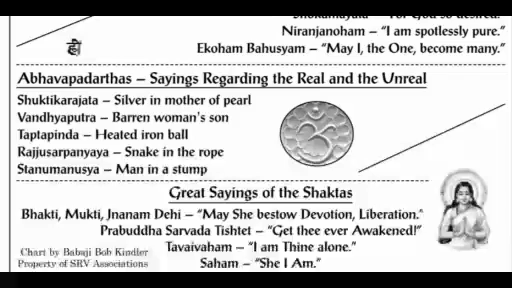 "For God so desired."
Niranjanoham – "I am spotlessly pure."
ह्रीं
Ekoham Bahusyam – "May I, the One, become many."
Abhavapadarthas – Sayings Regarding the Real and the Unreal
Shuktikarajata – Silver in mother of pearl
Vandhyaputra – Barren woman's son
Taptapinda – Heated iron ball
Rajjusarpanyaya – Snake in the rope
Stanumanusya – Man in a stump
Great Sayings of the Shaktas
Bhakti, Mukti, Jnanam Dehi – "May She bestow Devotion, Liberation."
Prabuddha Sarvada Tishtet – "Get thee ever Awakened!"
Tavaivaham – "I am Thine alone."
Saham – "She I Am."
Chart by Babaji Bob Kindler
Property of SRV Associations